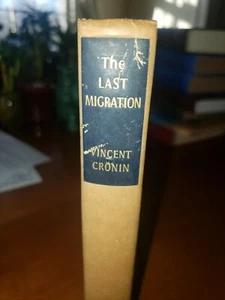 The
LAST
MIGRATION
VINCENT
CRONIN